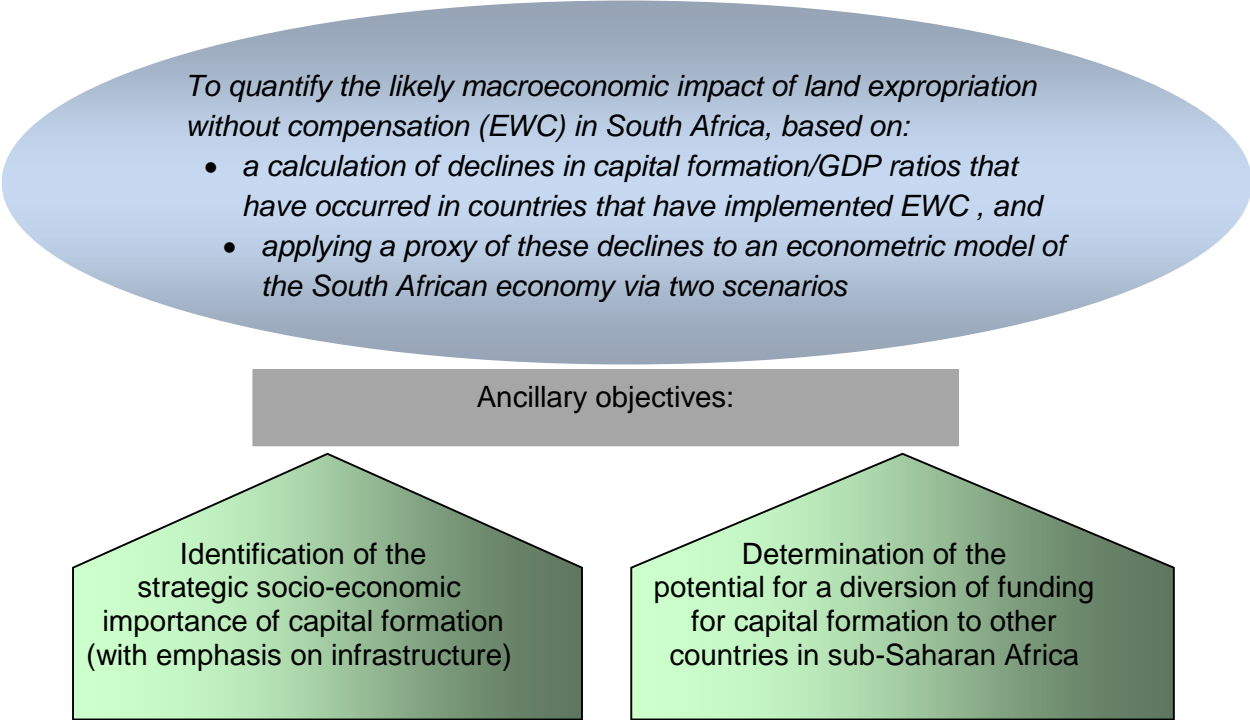 To quantify the likely macroeconomic impact of land expropriation
without compensation (EWC) in South Africa, based on:
• a calculation of declines in capital formation/GDP ratios that
have occurred in countries that have implemented EWC , and
• applying a proxy of these declines to an econometric model of
the South African economy via two scenarios
Ancillary objectives:
Identification of the
strategic socio-economic
importance of capital formation
(with emphasis on infrastructure)
Determination of the
potential for a diversion of funding
for capital formation to other
countries in sub-Saharan Africa